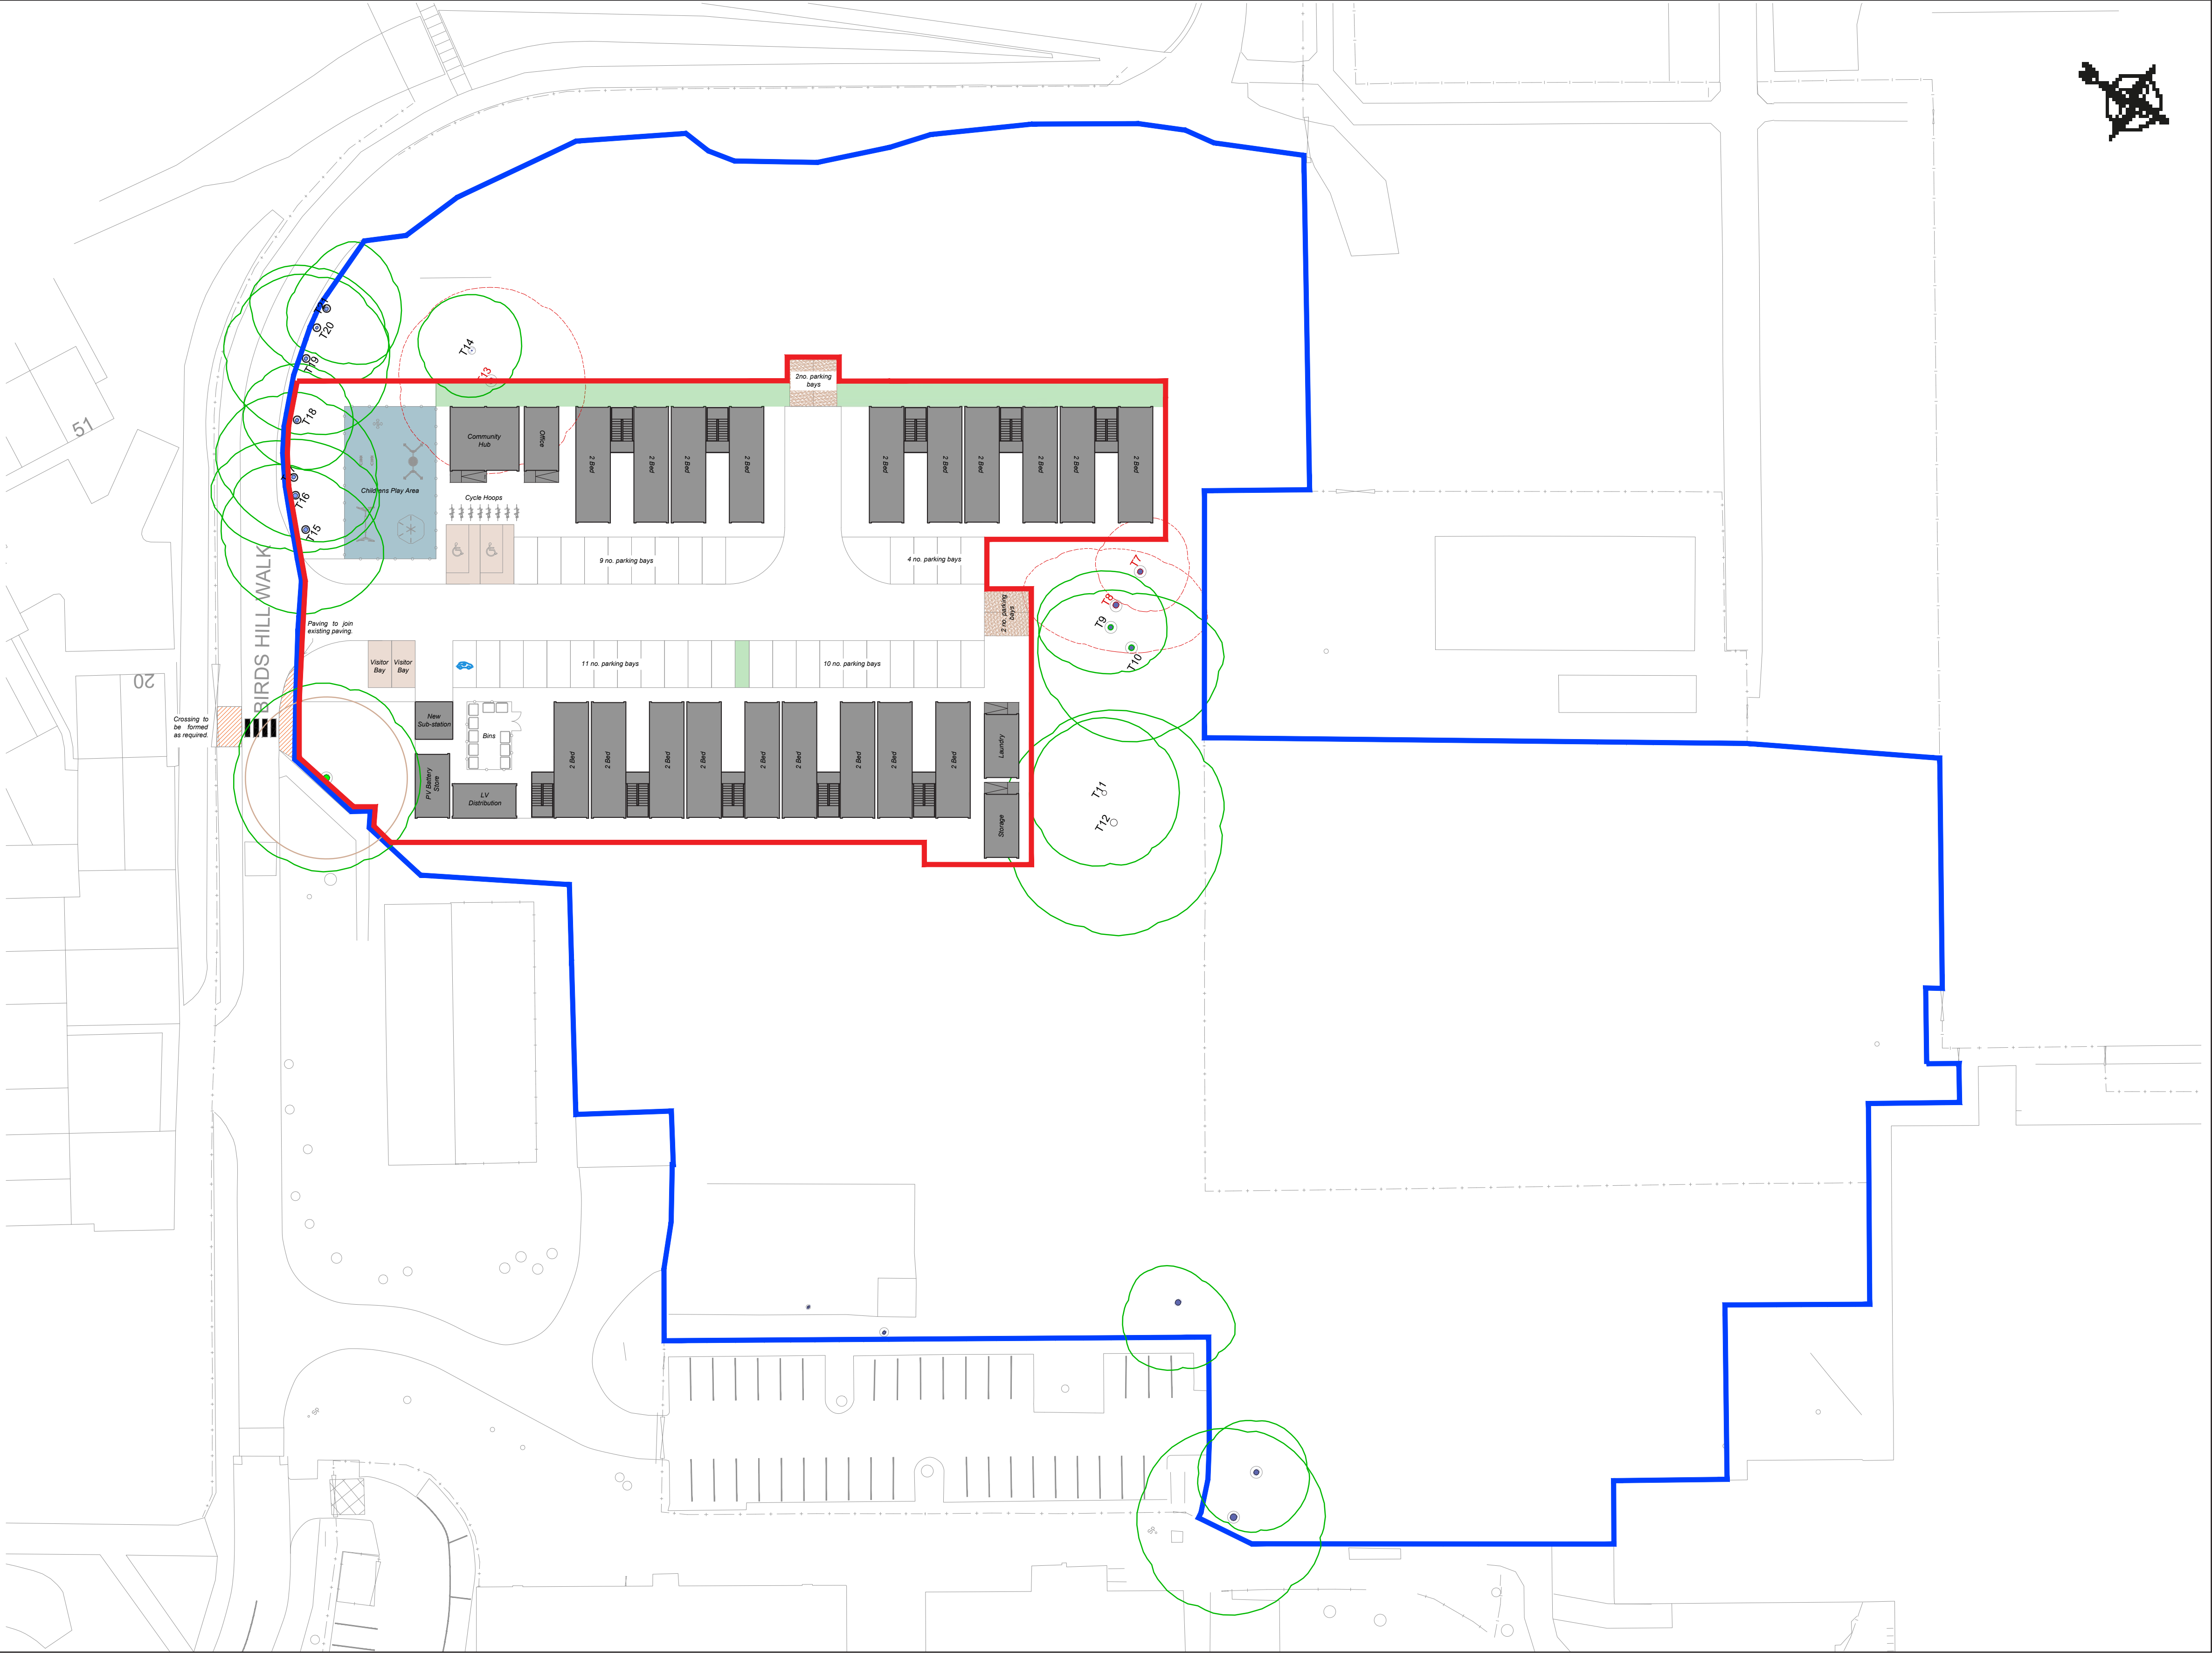 T21
T20
T19
T14
T13
2no. parking
bays
51
T18
Community
Hub
Office
2 Bed
2 Bed
2 Bed
2 Bed
2 Bed
2 Bed
2 Bed
2 Bed
2 Bed
2 Bed
Childrens Play Area
Cycle Hoops
T16
T15
9 no. parking bays
4 no. parking bays
T7
T8
T9
T10
2 no. parking
bays
BIRDS HILL WALK
Paving to join
existing paving.
Visitor
Bay
Visitor
Bay
11 no. parking bays
10 no. parking bays
20
Crossing to
be formed
as required.
New
Sub-station
Bins
PV Battery
Store
LV
Distribution
2 Bed
2 Bed
2 Bed
2 Bed
2 Bed
2 Bed
2 Bed
2 Bed
2 Bed
Laundry
Storage
T11
T12